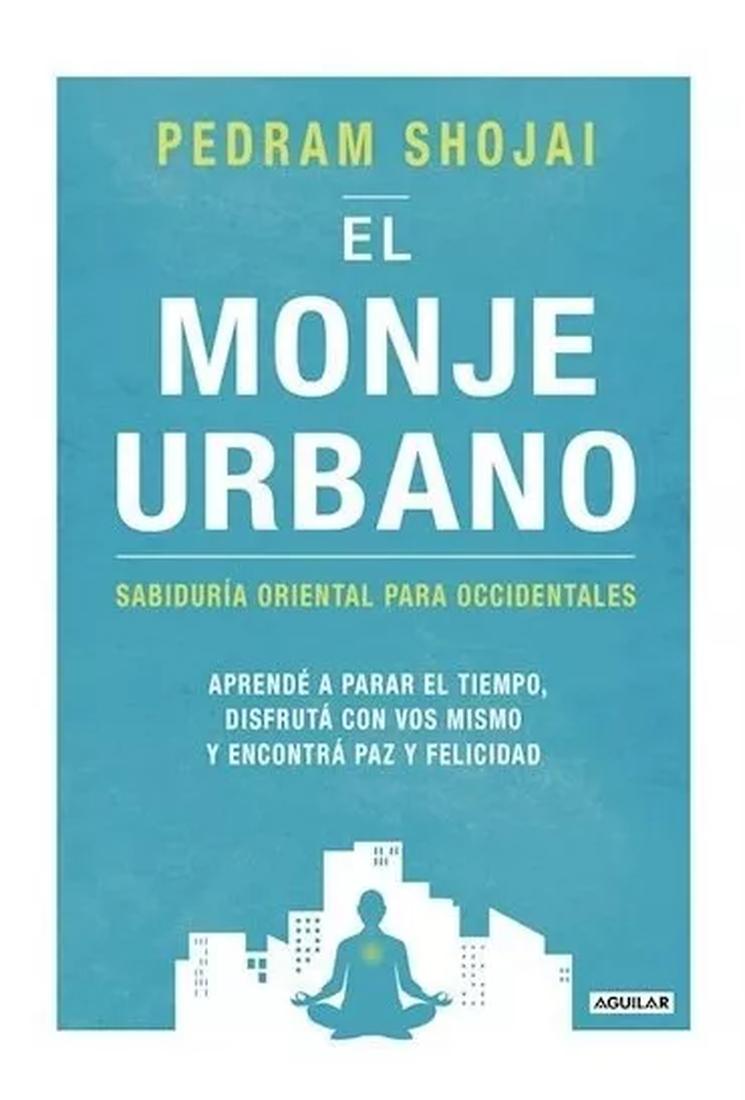 PEDRAM SHOJAI
EL
MONJE
URBANO
SABIDURÍA ORIENTAL PARA OCCIDENTALES
APRENDÉ A PARAR EL TIEMPO,
DISFRUTÁ CON VOS MISMO
Y ENCONTRÁ PAZ Y FELICIDAD
AGUILAR